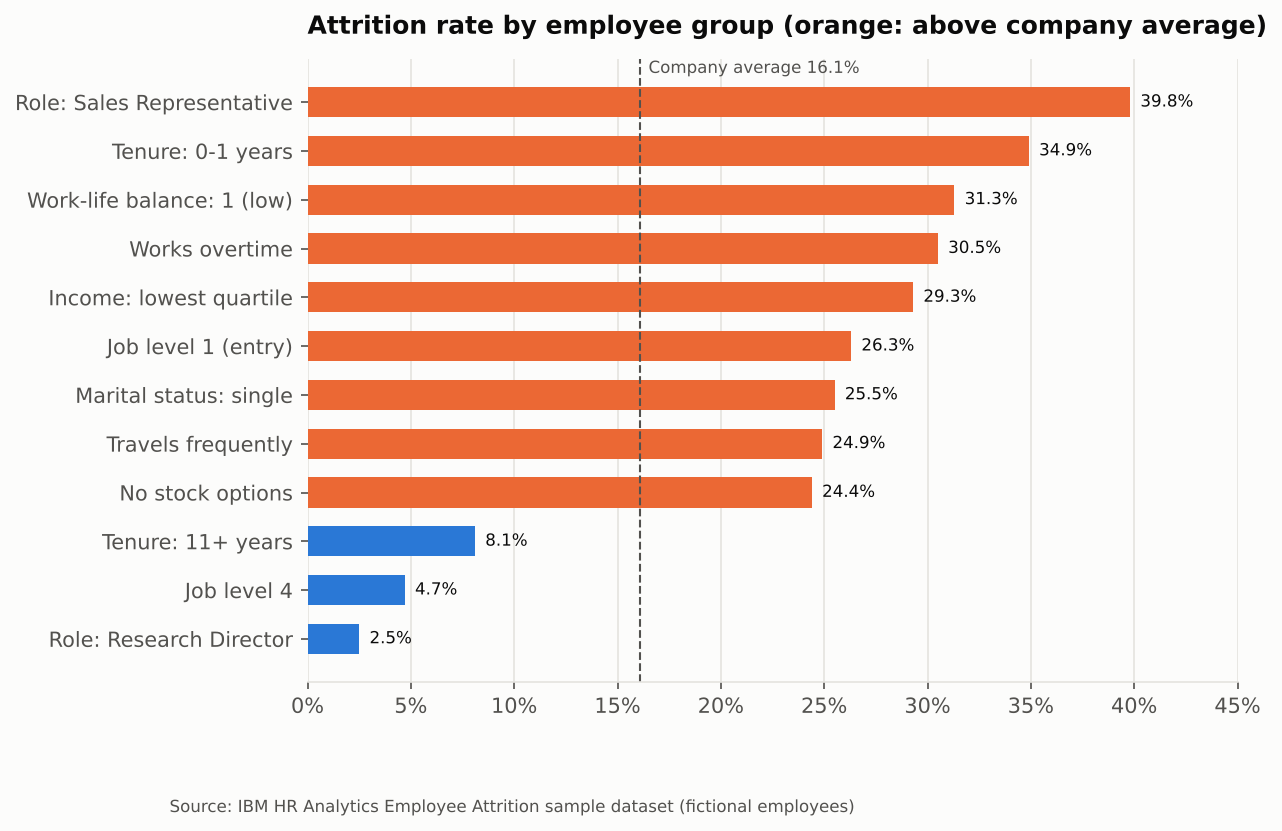 Attrition rate by employee group (orange: above company average)
Company average 16.1%
Role: Sales Representative 39.8%
Tenure: 0-1 years 34.9%
Work-life balance: 1 (low) 31.3%
Works overtime 30.5%
Income: lowest quartile 29.3%
Job level 1 (entry) 26.3%
Marital status: single 25.5%
Travels frequently 24.9%
No stock options 24.4%
Tenure: 11+ years 8.1%
Job level 4 4.7%
Role: Research Director 2.5%
0% 5% 10% 15% 20% 25% 30% 35% 40% 45%
Source: IBM HR Analytics Employee Attrition sample dataset (fictional employees)